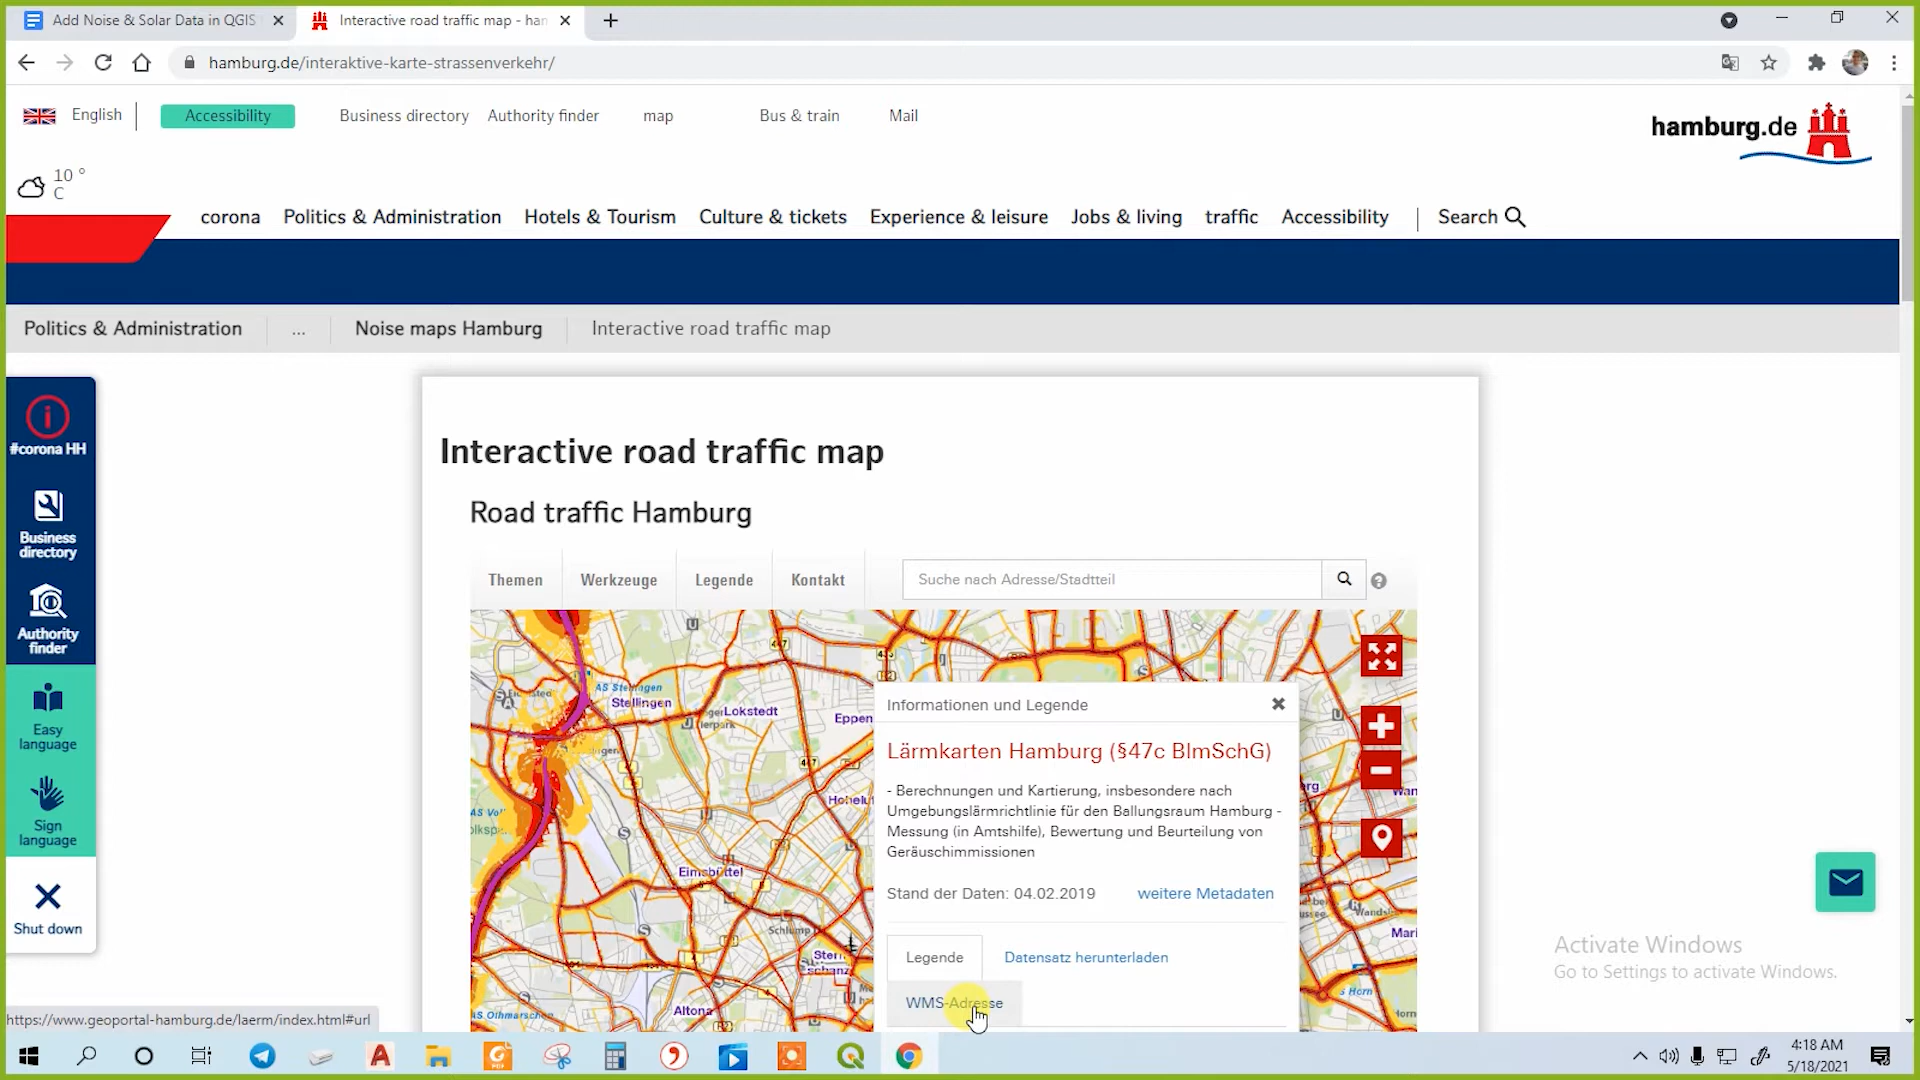 Add Noise & Solar Data in QGIS
Interactive road traffic map - ham
hamburg.de/interaktive-karte-strassenverkehr/
English
Accessibility
Business directory
Authority finder
map
Bus & train
Mail
hamburg.de
10 °
C
corona
Politics & Administration
Hotels & Tourism
Culture & tickets
Experience & leisure
Jobs & living
traffic
Accessibility
Search
Politics & Administration
...
Noise maps Hamburg
Interactive road traffic map
#corona HH
Business
directory
Authority
finder
Easy
language
Sign
language
Shut down
Interactive road traffic map
Road traffic Hamburg
Themen
Werkzeuge
Legende
Kontakt
Suche nach Adresse/Stadtteil
AS Stellingen
Stellingen
Lokstedt
Eppen
Eimsbüttel
Schlump
Altona
Informationen und Legende
Lärmkarten Hamburg (§47c BImSchG)
- Berechnungen und Kartierung, insbesondere nach
Umgebungslärmrichtlinie für den Ballungsraum Hamburg -
Messung (in Amtshilfe), Bewertung und Beurteilung von
Geräuschimmissionen
Stand der Daten: 04.02.2019
weitere Metadaten
Legende
Datensatz herunterladen
WMS-Adresse
Activate Windows
Go to Settings to activate Windows.
https://www.geoportal-hamburg.de/laerm/index.html#url
4:18 AM
5/18/2021